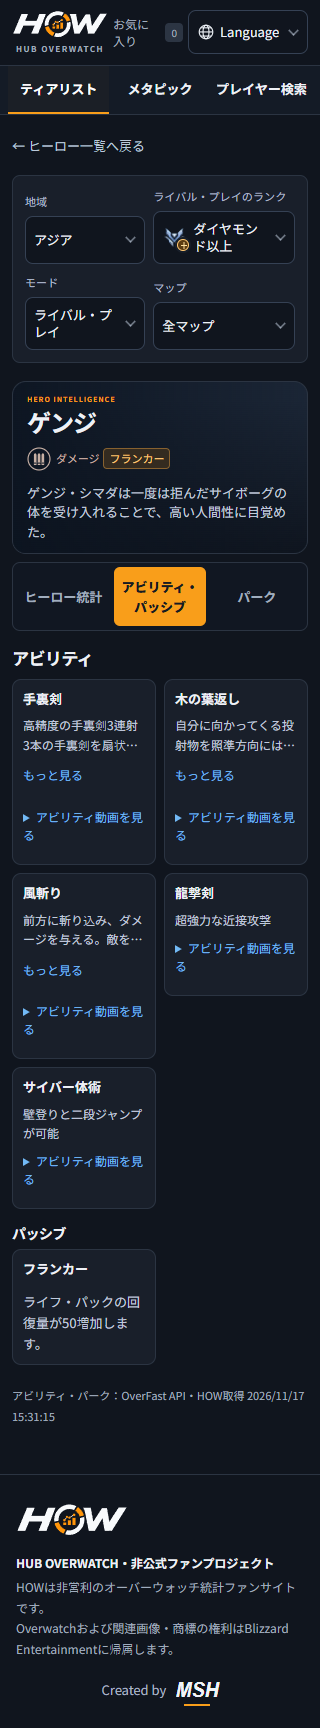 HOW
HUB OVERWATCH
お気に
入り
0
Language
ティアリスト
メタピック
プレイヤー検索
← ヒーロー一覧へ戻る
地域
ライバル・プレイのランク
アジア
ダイヤモン
ド以上
モード
マップ
ライバル・プ
レイ
全マップ
HERO INTELLIGENCE
ゲンジ
ダメージ
フランカー
ゲンジ・シマダは一度は拒んだサイボーグの
体を受け入れることで、高い人間性に目覚め
た。
ヒーロー統計
アビリティ・
パッシブ
パーク
アビリティ
手裏剣
高精度の手裏剣3連射
3本の手裏剣を扇状…
もっと見る
▶ アビリティ動画を見
る
木の葉返し
自分に向かってくる投
射物を照準方向には…
もっと見る
▶ アビリティ動画を見
る
風斬り
前方に斬り込み、ダメ
ージを与える。敵を…
もっと見る
▶ アビリティ動画を見
る
龍撃剣
超強力な近接攻撃
▶ アビリティ動画を見
る
サイバー体術
壁登りと二段ジャンプ
が可能
▶ アビリティ動画を見
る
パッシブ
フランカー
ライフ・パックの回
復量が50増加しま
す。
アビリティ・パーク：OverFast API・HOW取得 2026/11/17
15:31:15
HOW
HUB OVERWATCH・非公式ファンプロジェクト
HOWは非営利のオーバーウォッチ統計ファンサイト
です。
Overwatchおよび関連画像・商標の権利はBlizzard
Entertainmentに帰属します。
Created by MSH